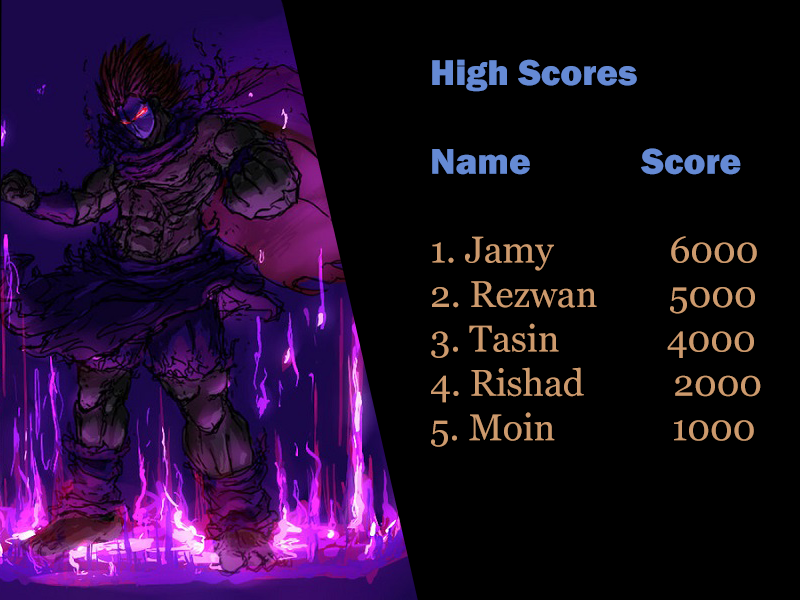 High Scores
Name Score
1. Jamy 6000
2. Rezwan 5000
3. Tasin 4000
4. Rishad 2000
5. Moin 1000